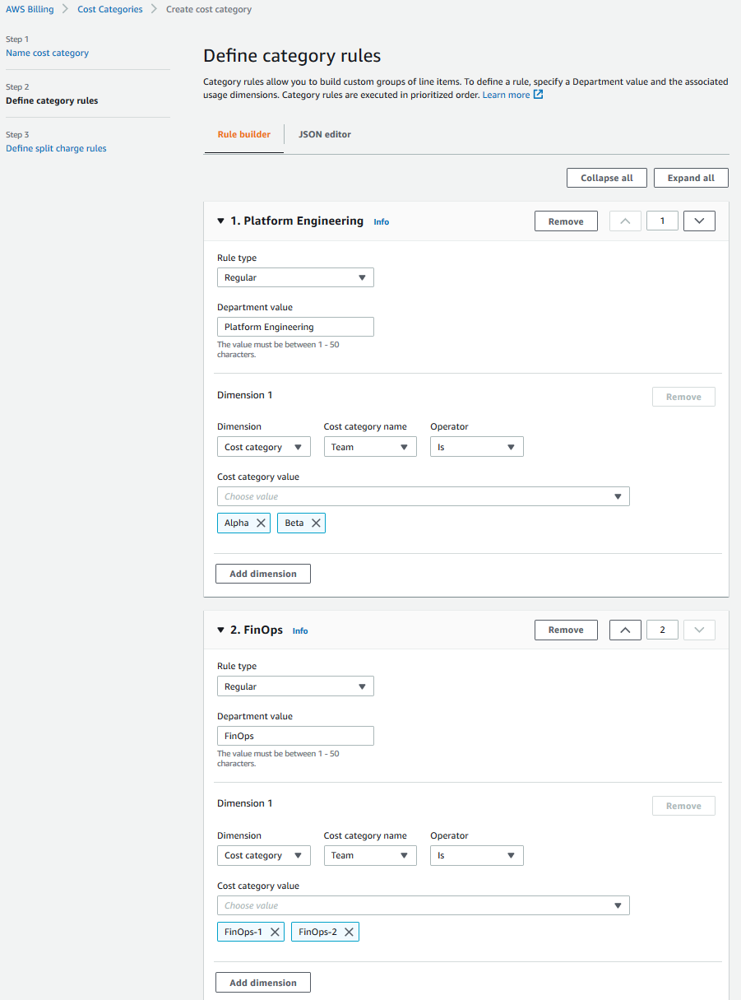 AWS Billing > Cost Categories > Create cost category
Step 1
Name cost category
Step 2
Define category rules
Step 3
Define split charge rules
Define category rules
Category rules allow you to build custom groups of line items. To define a rule, specify a Department value and the associated
usage dimensions. Category rules are executed in prioritized order. Learn more
Rule builder JSON editor
Collapse all Expand all
1. Platform Engineering Info Remove 1
Rule type
Regular
Department value
Platform Engineering
The value must be between 1 - 50
characters.
Dimension 1 Remove
Dimension Cost category name Operator
Cost category Team Is
Cost category value
Choose value
Alpha Beta
Add dimension
2. FinOps Info Remove 2
Rule type
Regular
Department value
FinOps
The value must be between 1 - 50
characters.
Dimension 1 Remove
Dimension Cost category name Operator
Cost category Team Is
Cost category value
Choose value
FinOps-1 FinOps-2
Add dimension